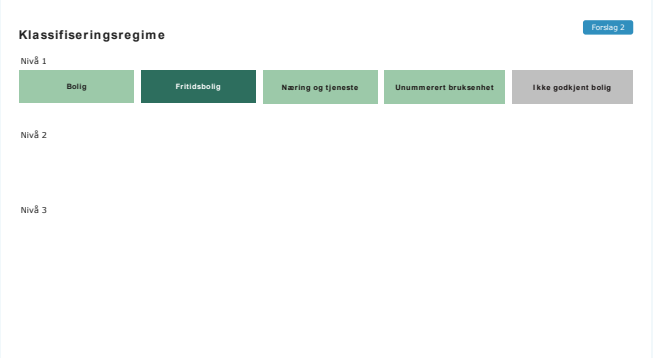 Forslag 2
Klassifiseringsregime
Nivå 1
Bolig
Fritidsbolig
Næring og tjeneste
Unummerert bruksenhet
Ikke godkjent bolig
Nivå 2
Nivå 3